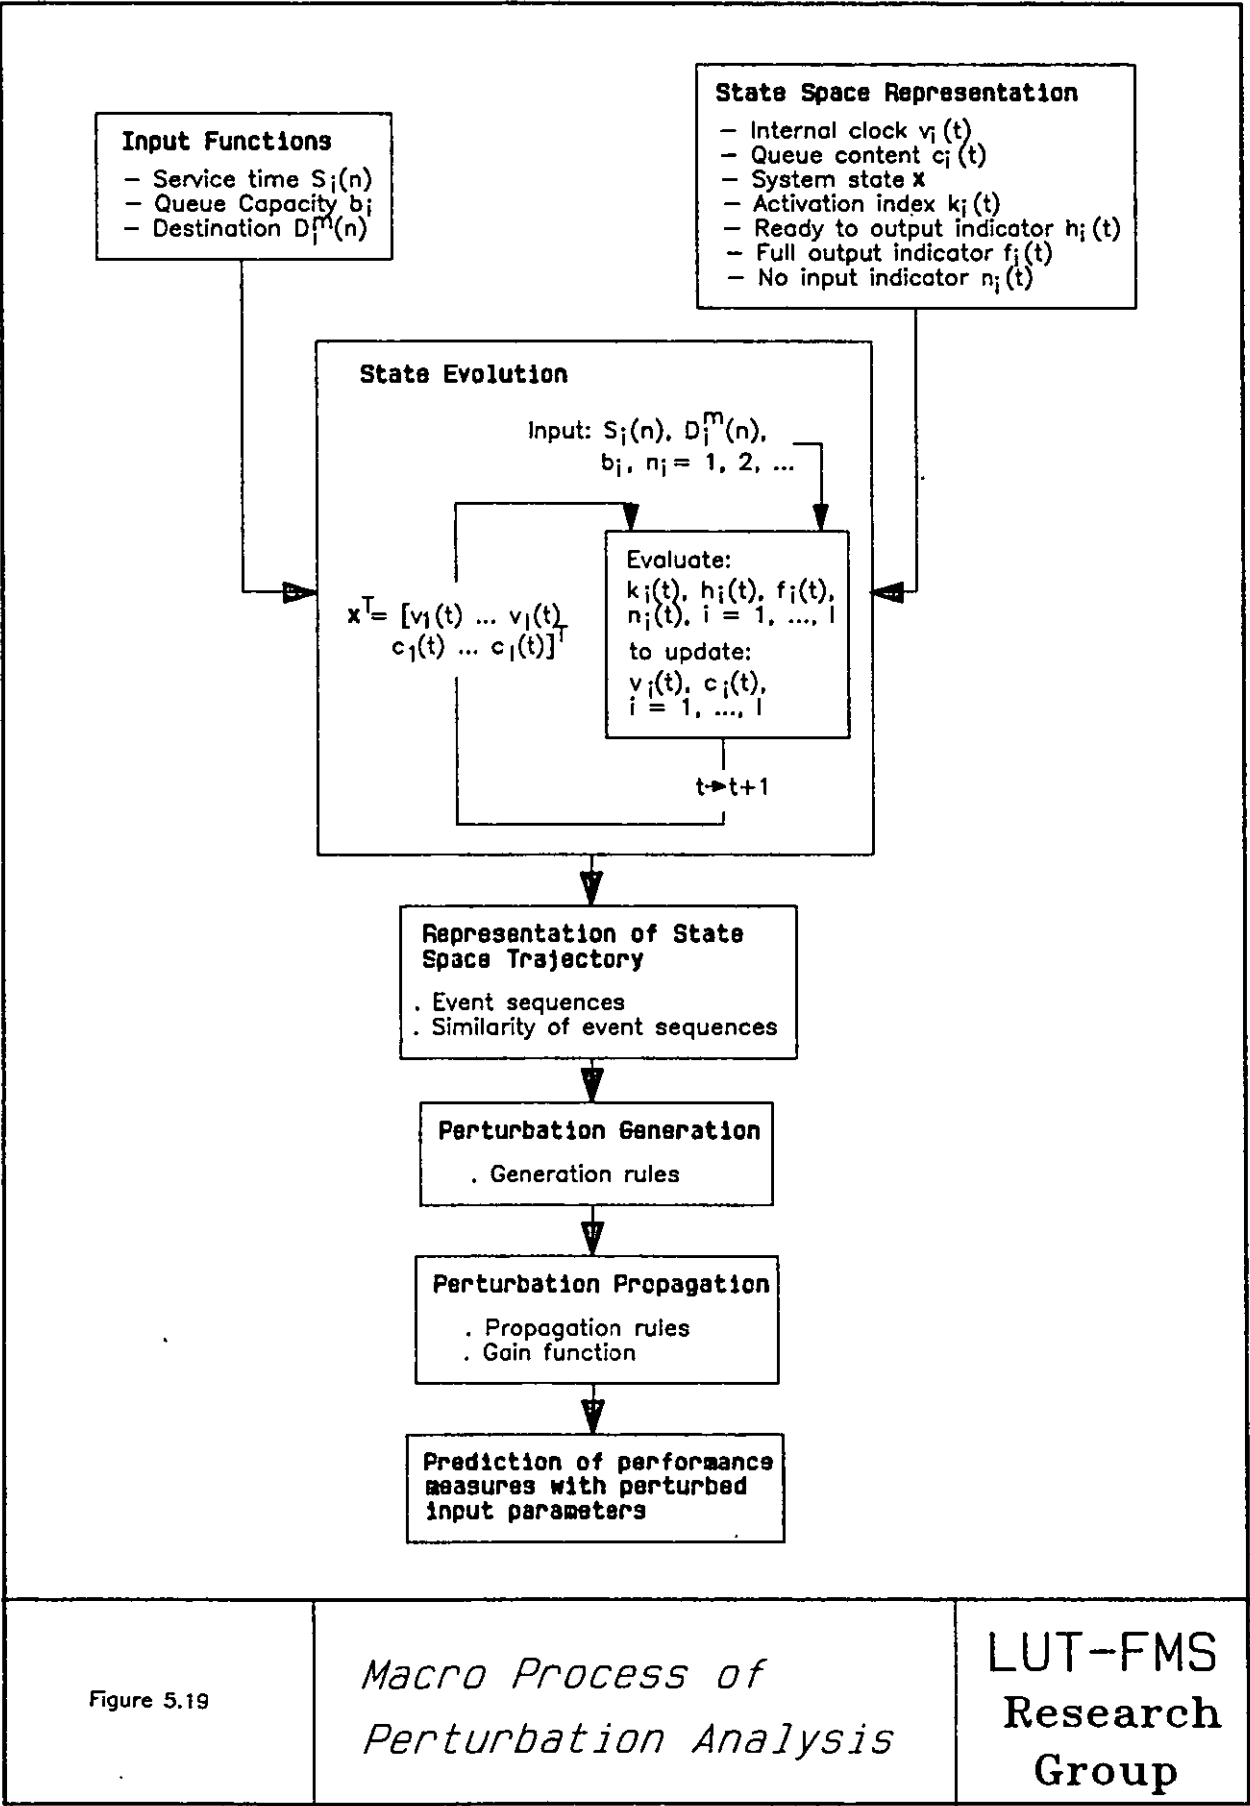 Input Functions
– Service time Si(n)
– Queue Capacity bi
– Destination Dim(n)
State Space Representation
– Internal clock vi(t)
– Queue content ci(t)
– System state x
– Activation index ki(t)
– Ready to output indicator hi(t)
– Full output indicator fi(t)
– No input indicator ni(t)
State Evolution
Input: Si(n), Dim(n),
bi, ni = 1, 2, ...
Evaluate:
ki(t), hi(t), fi(t),
ni(t), i = 1, ..., I
to update:
vi(t), ci(t),
i = 1, ..., I
xT= [v1(t) ... vI(t)
c1(t) ... cI(t)]T
t→t+1
Representation of State
Space Trajectory
. Event sequences
. Similarity of event sequences
Perturbation Generation
. Generation rules
Perturbation Propagation
. Propagation rules
. Gain function
Prediction of performance
measures with perturbed
input parameters
Figure 5.19
Macro Process of
Perturbation Analysis
LUT-FMS
Research
Group